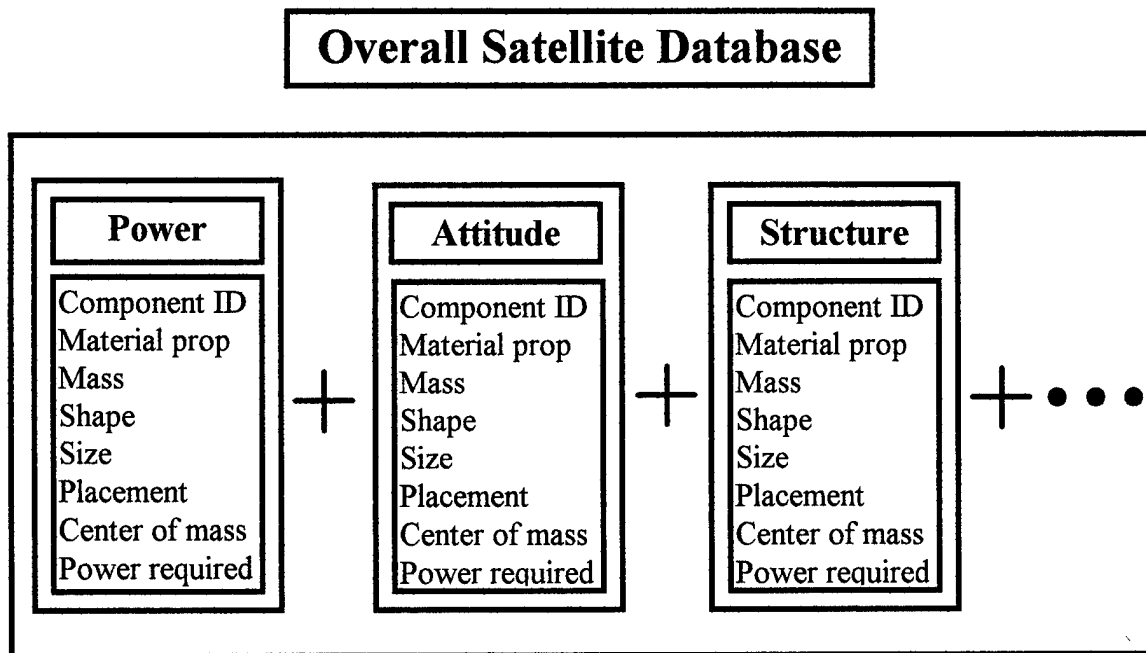 Overall Satellite Database
Power
Component ID
Material prop
Mass
Shape
Size
Placement
Center of mass
Power required
+
Attitude
Component ID
Material prop
Mass
Shape
Size
Placement
Center of mass
Power required
+
Structure
Component ID
Material prop
Mass
Shape
Size
Placement
Center of mass
Power required
+ • • •